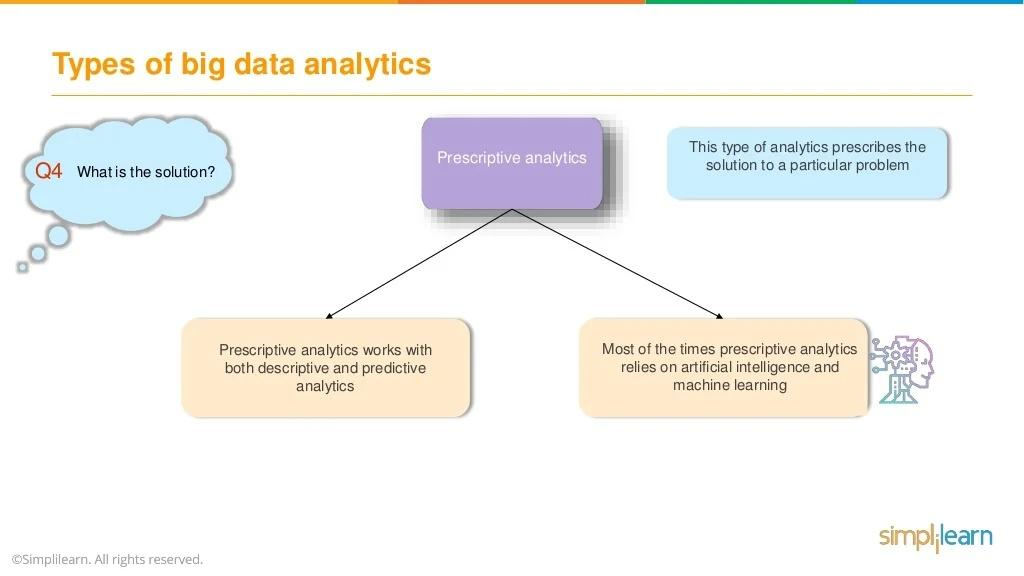 Types of big data analytics
Q4 What is the solution?
Prescriptive analytics
This type of analytics prescribes the
solution to a particular problem
Prescriptive analytics works with
both descriptive and predictive
analytics
Most of the times prescriptive analytics
relies on artificial intelligence and
machine learning
simplilearn
©Simplilearn. All rights reserved.